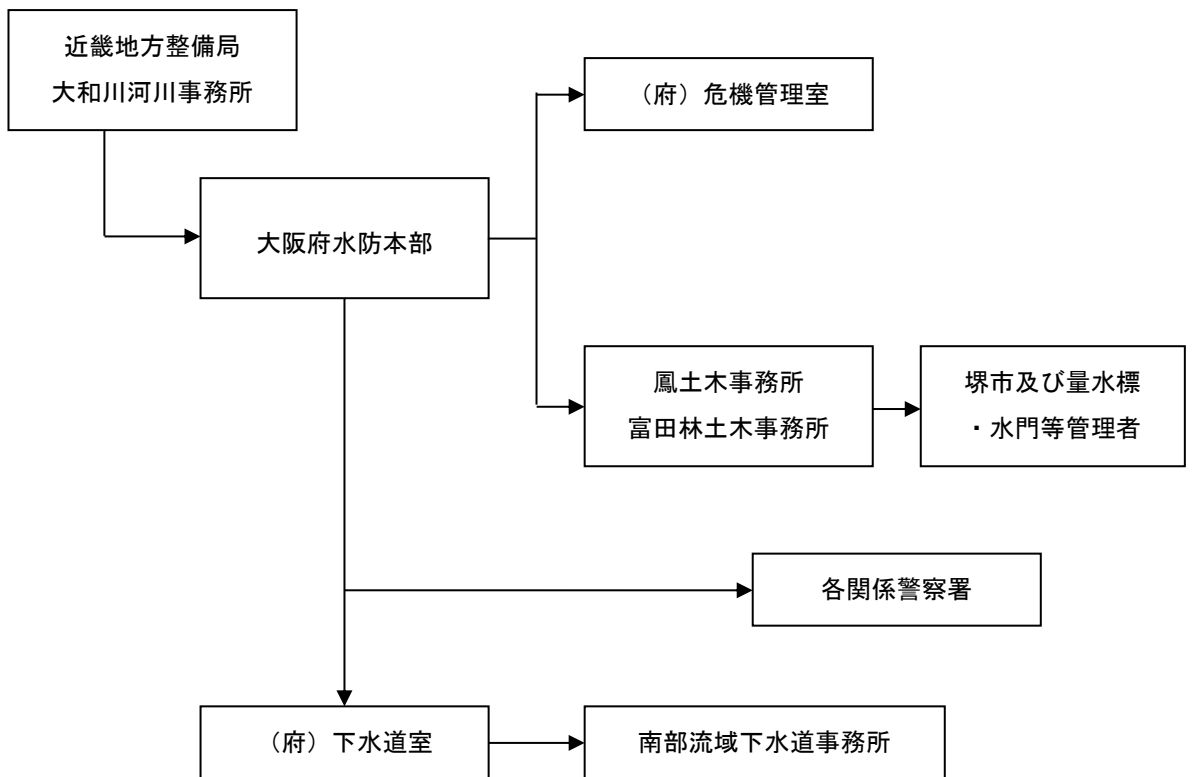 近畿地方整備局
大和川河川事務所
（府）危機管理室
大阪府水防本部
鳳土木事務所
富田林土木事務所
堺市及び量水標
・水門等管理者
各関係警察署
（府）下水道室
南部流域下水道事務所